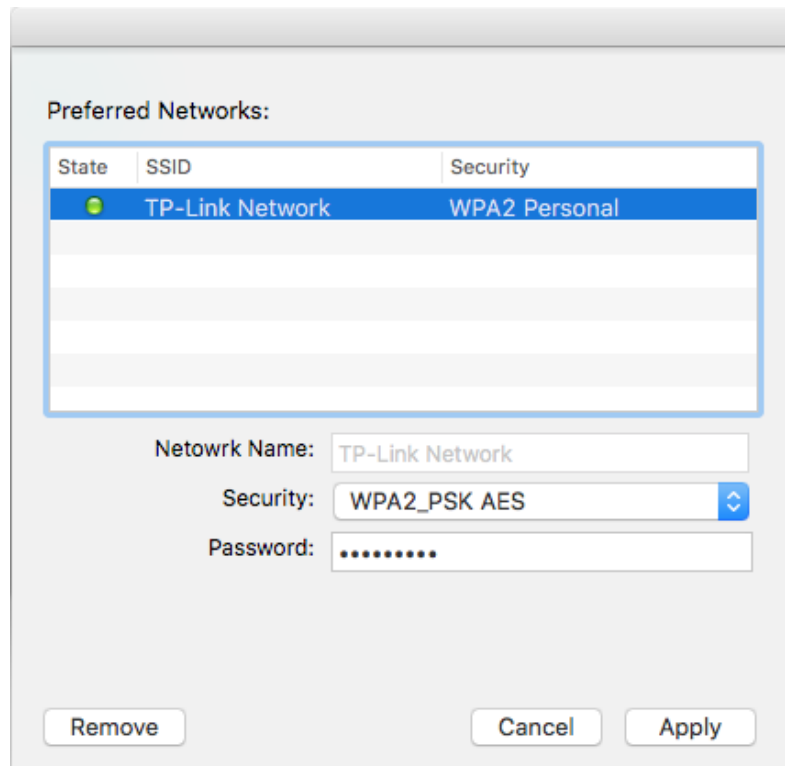 Preferred Networks:
State SSID Security
TP-Link Network WPA2 Personal
Netowrk Name: TP-Link Network
Security: WPA2_PSK AES
Password: •••••••••
Remove Cancel Apply